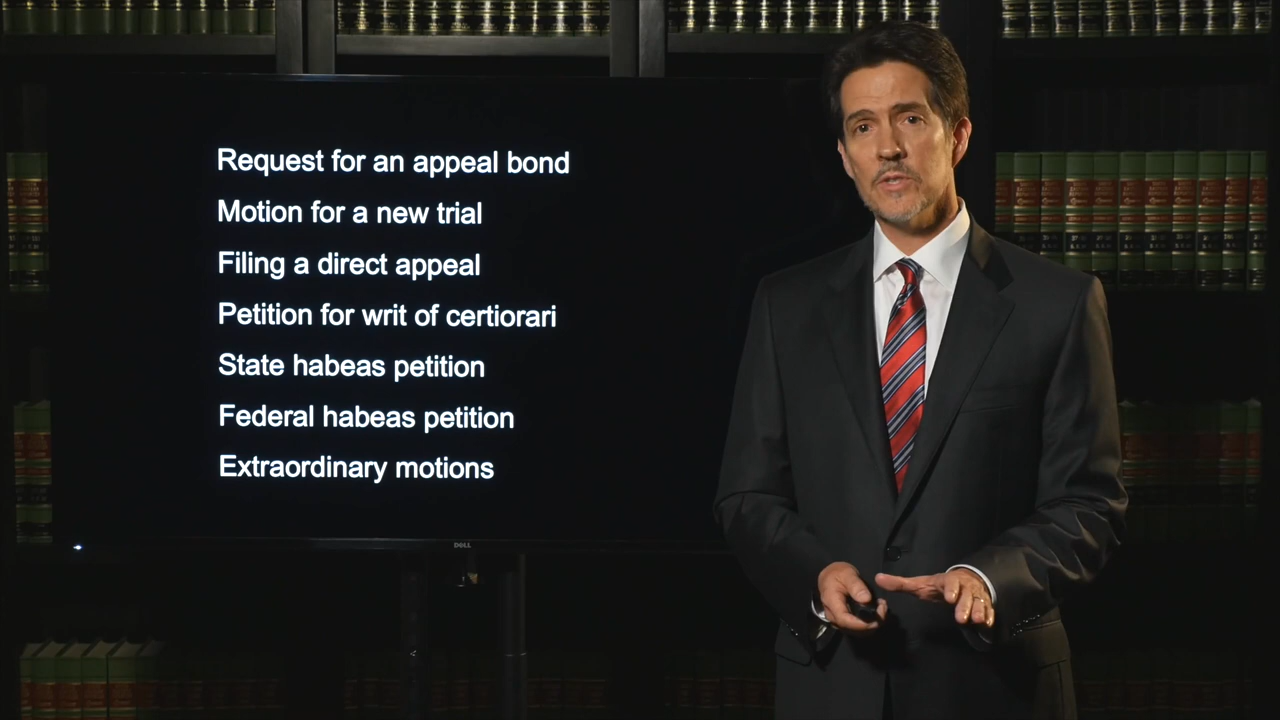 Request for an appeal bond
Motion for a new trial
Filing a direct appeal
Petition for writ of certiorari
State habeas petition
Federal habeas petition
Extraordinary motions
DELL